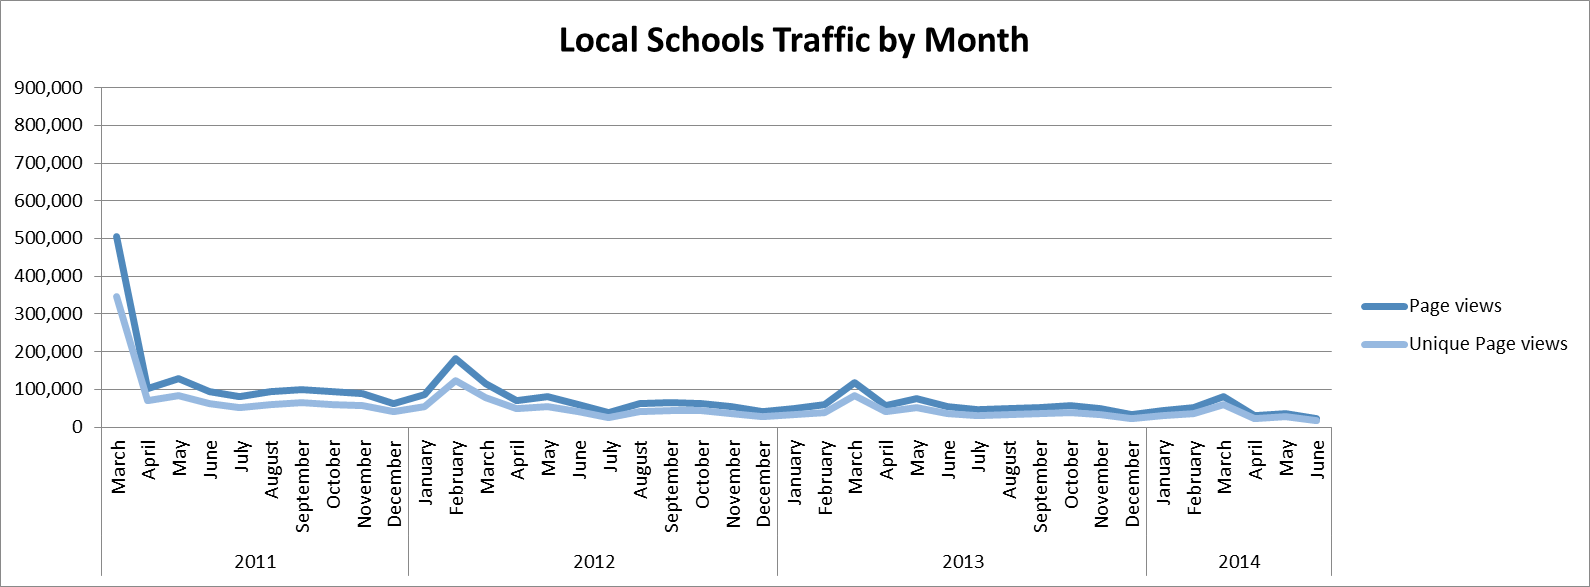 Local Schools Traffic by Month
900,000
800,000
700,000
600,000
500,000
400,000
300,000
200,000
100,000
0
Page views
Unique Page views
March
April
May
June
July
August
September
October
November
December
January
February
March
April
May
June
July
August
September
October
November
December
January
February
March
April
May
June
July
August
September
October
November
December
January
February
March
April
May
June
2011
2012
2013
2014